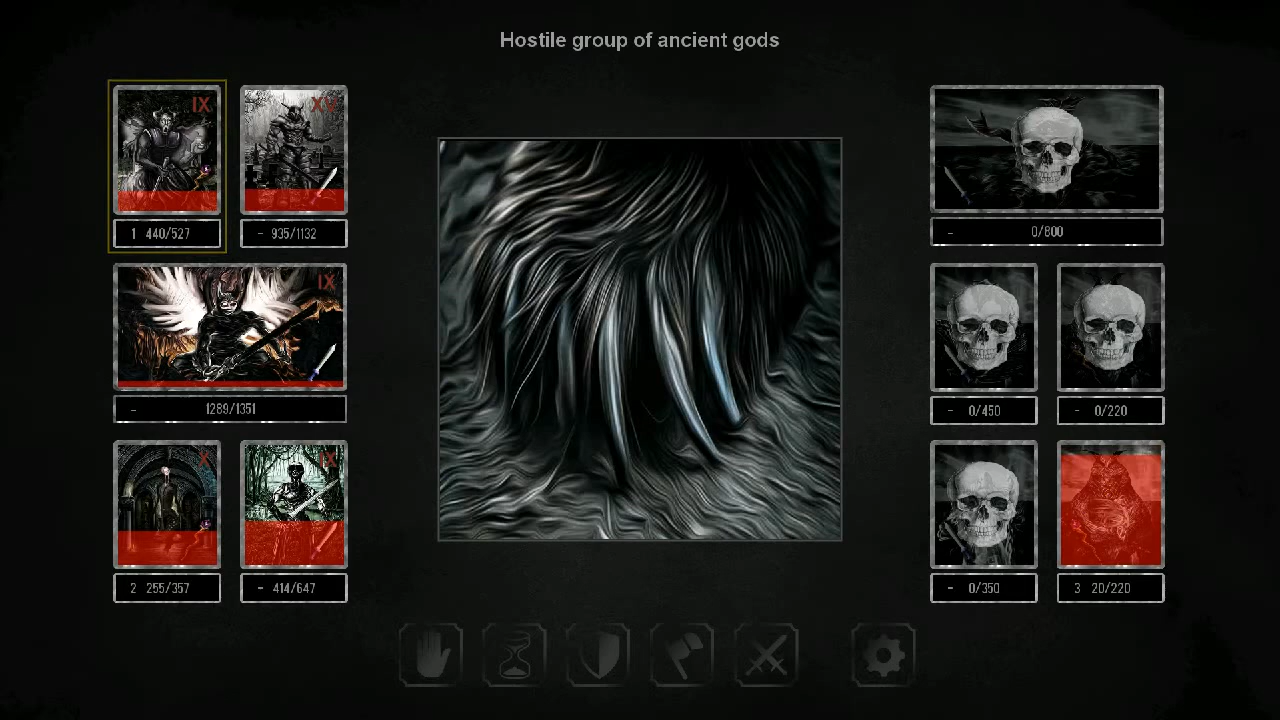 Hostile group of ancient gods
IX
XV
1 440/527
- 935/1132
IX
- 1289/1351
X
IX
2 255/357
- 414/647
- 0/800
- 0/450
- 0/220
- 0/350
3 20/220